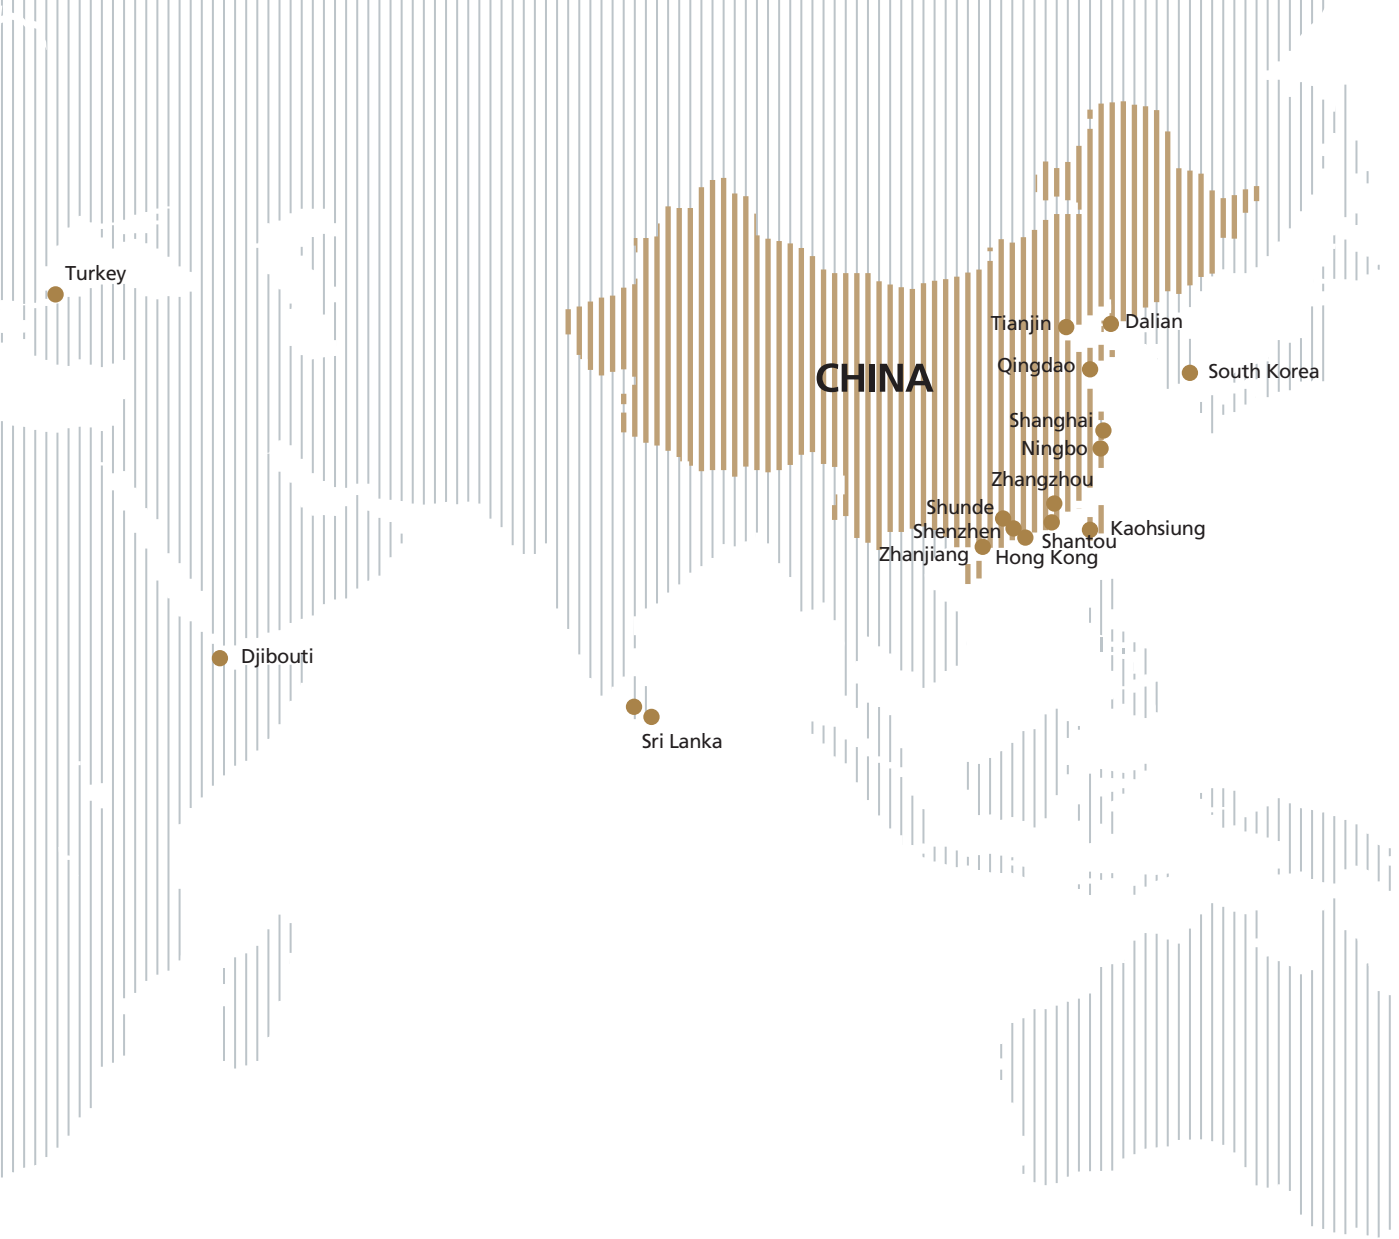 Turkey
Tianjin
Dalian
CHINA
Qingdao
South Korea
Shanghai
Ningbo
Zhangzhou
Shunde
Shenzhen
Kaohsiung
Shantou
Zhanjiang
Hong Kong
Djibouti
Sri Lanka